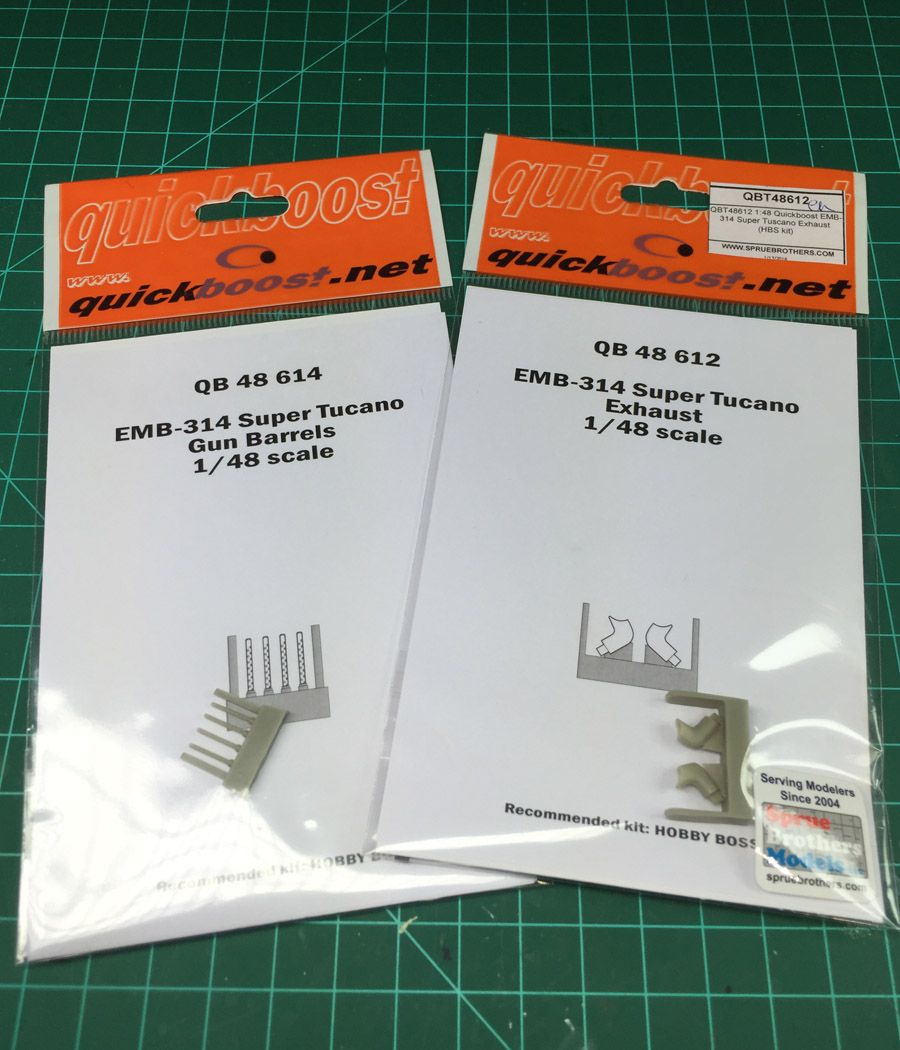 quickboost
www.
quickboost.net
QB 48 614
EMB-314 Super Tucano
Gun Barrels
1/48 scale
Recommended kit: HOBBY
quickboost
quickboost.net
QBT48612
QBT48612 1:48 Quickboost EMB-
314 Super Tuscano Exhaust
(HBS kit)
WWW.SPRUEBROTHERS.COM
QB 48 612
EMB-314 Super Tucano
Exhaust
1/48 scale
Recommended kit: HOBBY BOSS
Serving Modelers
Since 2004
Sprue
Brothers
Models
spruebrothers.com